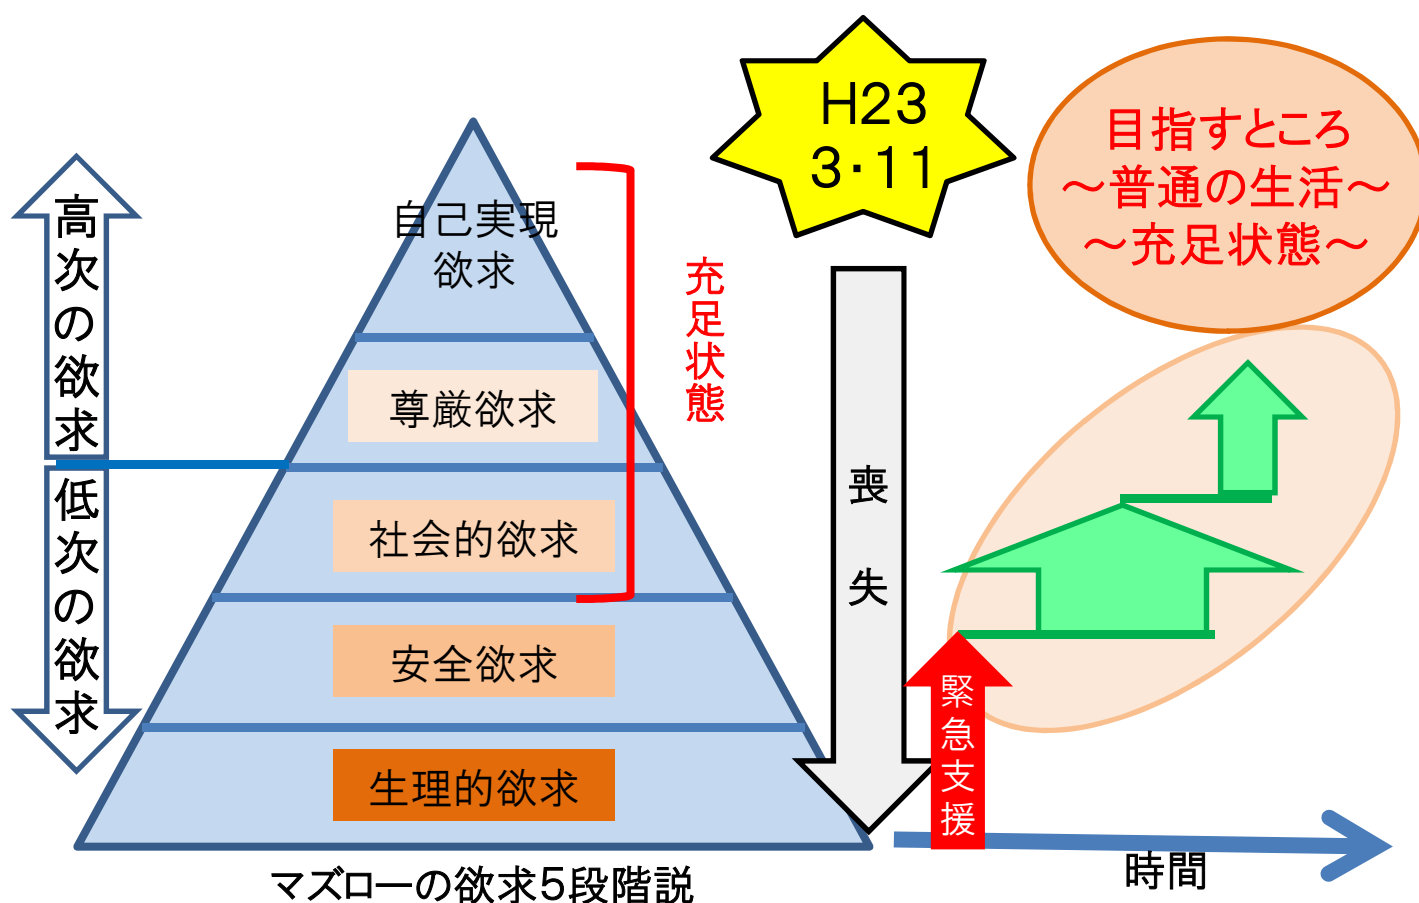 高次の欲求
低次の欲求
自己実現
欲求
尊厳欲求
社会的欲求
安全欲求
生理的欲求
マズローの欲求5段階説
充足状態
H23
3・11
喪失
緊急支援
目指すところ
～普通の生活～
～充足状態～
時間